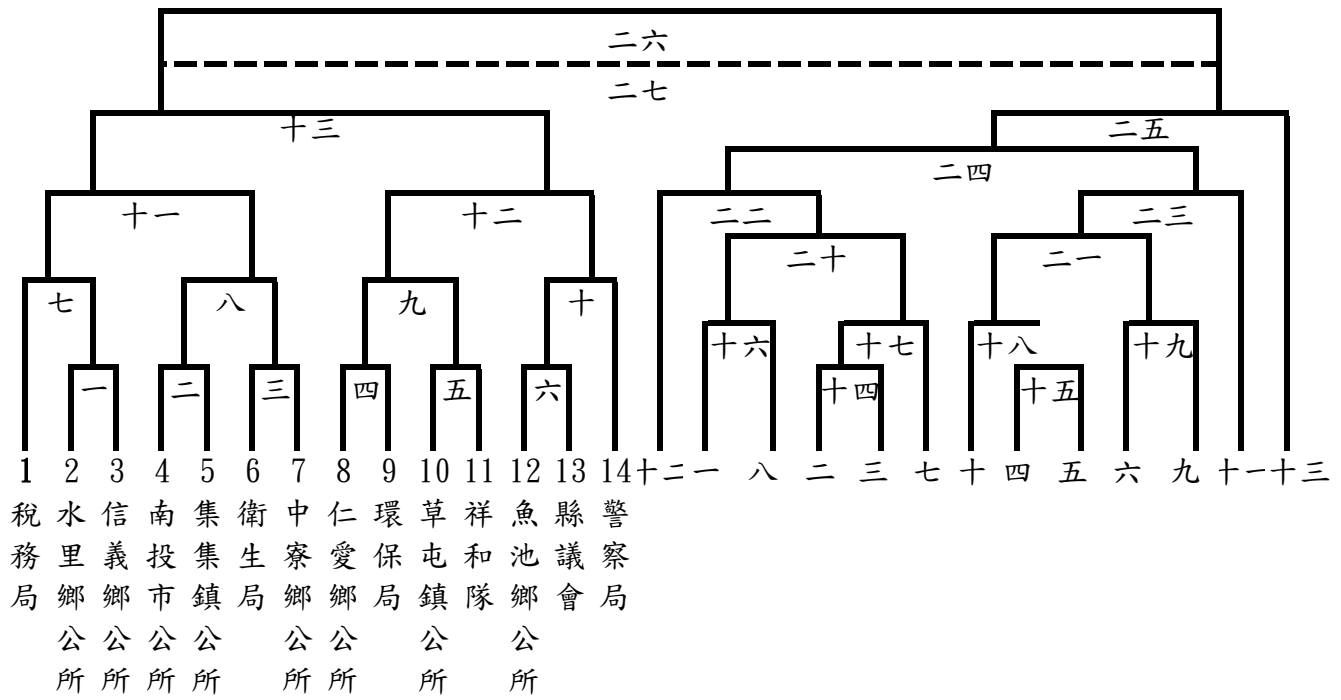 二六
二七
十三
二五
二四
十一
十二
二二
二三
二十
二一
七
八
九
十
十六
十七
十八
十九
一
二
三
四
五
六
十四
十五
1 2 3 4 5 6 7 8 9 10 11 12 13 14 十二 一 八 二 三 七 十 四 五 六 九 十一 十三
稅務局
水里鄉公所
信義鄉公所
南投市公所
集集鎮公所
衛生局
中寮鄉公所
仁愛鄉公所
環保局
草屯鎮公所
祥和隊
魚池鄉公所
縣議會
警察局